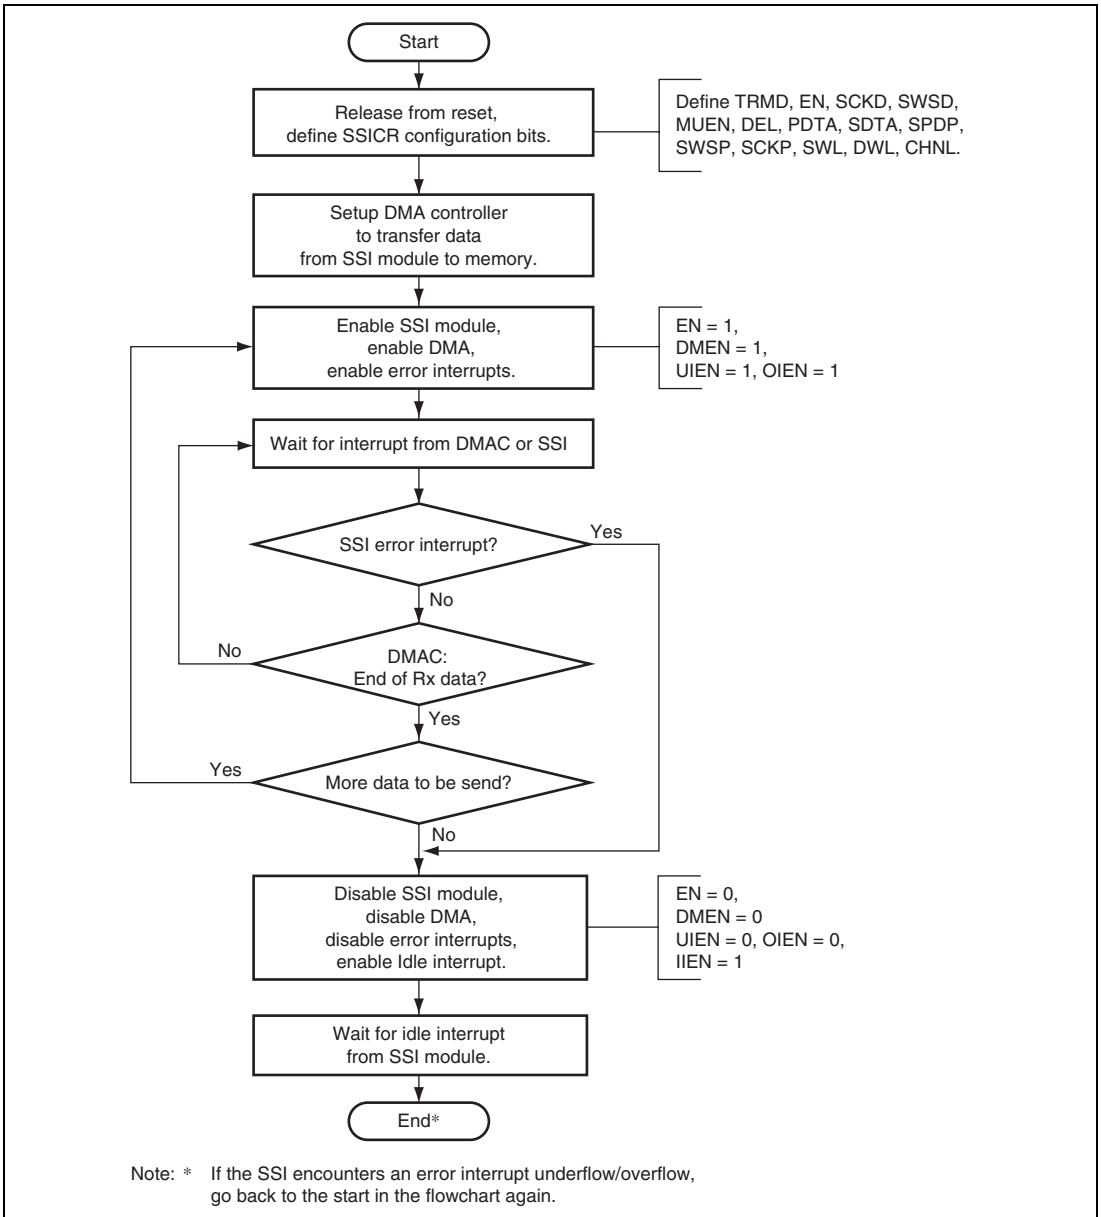 Start
Release from reset,
define SSICR configuration bits.
Define TRMD, EN, SCKD, SWSD,
MUEN, DEL, PDTA, SDTA, SPDP,
SWSP, SCKP, SWL, DWL, CHNL.
Setup DMA controller
to transfer data
from SSI module to memory.
Enable SSI module,
enable DMA,
enable error interrupts.
EN = 1,
DMEN = 1,
UIEN = 1, OIEN = 1
Wait for interrupt from DMAC or SSI
SSI error interrupt?
Yes
No
DMAC:
End of Rx data?
No
Yes
More data to be send?
Yes
No
Disable SSI module,
disable DMA,
disable error interrupts,
enable Idle interrupt.
EN = 0,
DMEN = 0
UIEN = 0, OIEN = 0,
IIEN = 1
Wait for idle interrupt
from SSI module.
End*
Note: * If the SSI encounters an error interrupt underflow/overflow,
go back to the start in the flowchart again.